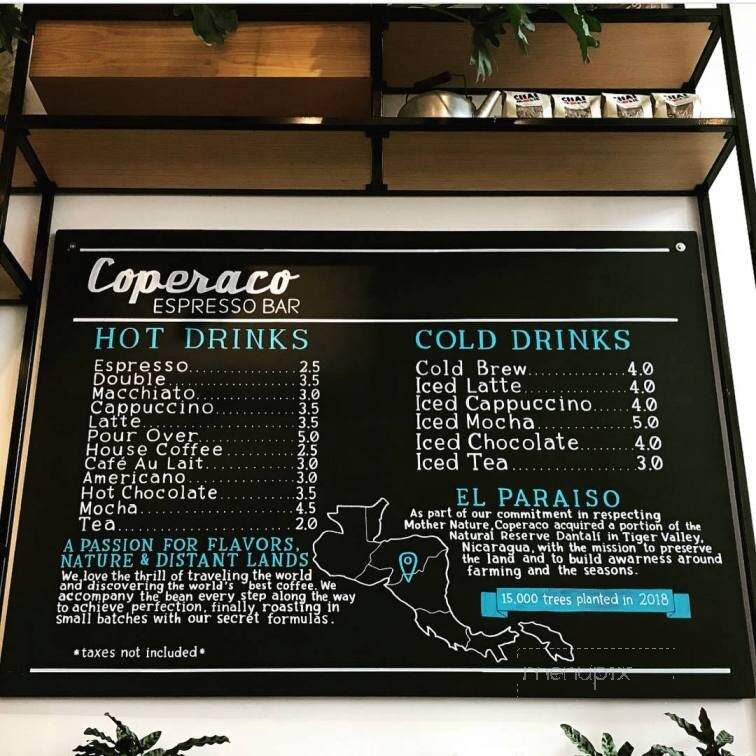 CHAI
CHAI
CHAI
CHAI
Coperaco
ESPRESSO BAR
HOT DRINKS
Espresso....................2.5
Double......................3.5
Macchiato..................3.0
Cappuccino................3.5
Latte........................3.5
Pour Over..................5.0
House Coffee..............2.5
Café Au Lait...............3.0
Americano.................3.0
Hot Chocolate.............3.5
Mocha.......................4.5
Tea..........................2.0
A PASSION FOR FLAVORS,
NATURE & DISTANT LANDS
We love the thrill of traveling the world
and discovering the world's best coffee. We
accompany the bean every step along the way
to achieve perfection, finally roasting in
small batches with our secret formulas.
*taxes not included*
COLD DRINKS
Cold Brew..............4.0
Iced Latte..............4.0
Iced Cappuccino.....4.0
Iced Mocha............5.0
Iced Chocolate.......4.0
Iced Tea................3.0
EL PARAISO
As part of our commitment in respecting
Mother Nature, Coperaco acquired a portion of the
Natural Reserve Dantalí in Tiger Valley,
Nicaragua, with the mission to preserve
the land and to build awarness around
farming and the seasons.
15,000 trees planted in 2018
menupix